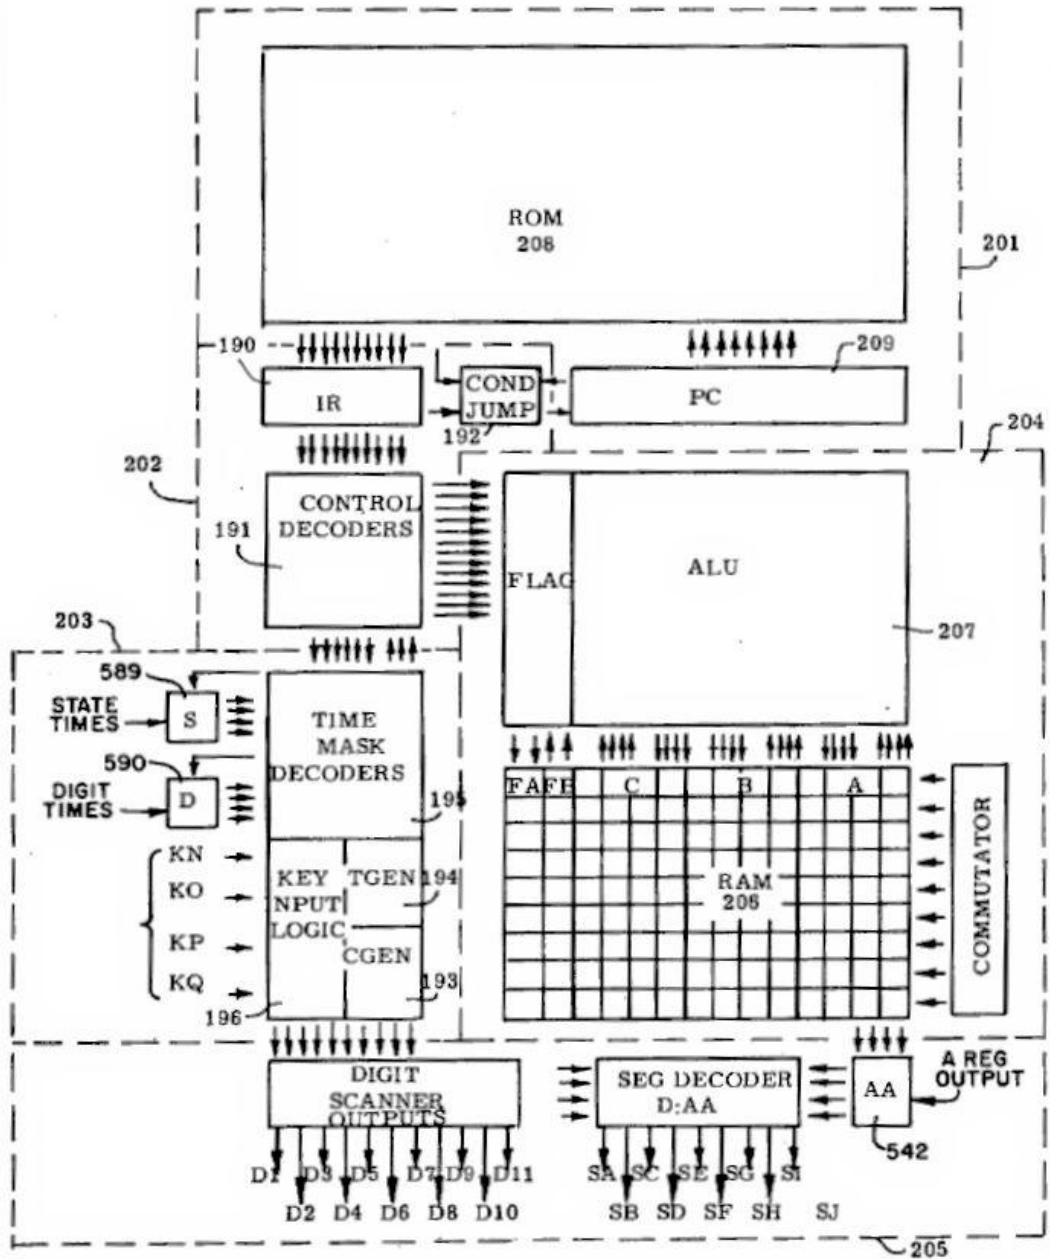 ROM
208
201
190
209
IR
COND
JUMP
192
PC
204
202
CONTROL
DECODERS
191
FLAG
ALU
207
203
589
STATE
TIMES
S
TIME
MASK
DECODERS
590
DIGIT
TIMES
D
195
FA FB C B A
KN
KO
KP
KQ
KEY
INPUT
LOGIC
TGEN
194
CGEN
193
196
RAM
206
COMMUTATOR
DIGIT
SCANNER
OUTPUTS
SEG DECODER
D:AA
AA
A REG
OUTPUT
542
D1 D3 D5 D7 D9 D11
D2 D4 D6 D8 D10
SA SC SE SG SI
SB SD SF SH SJ
205